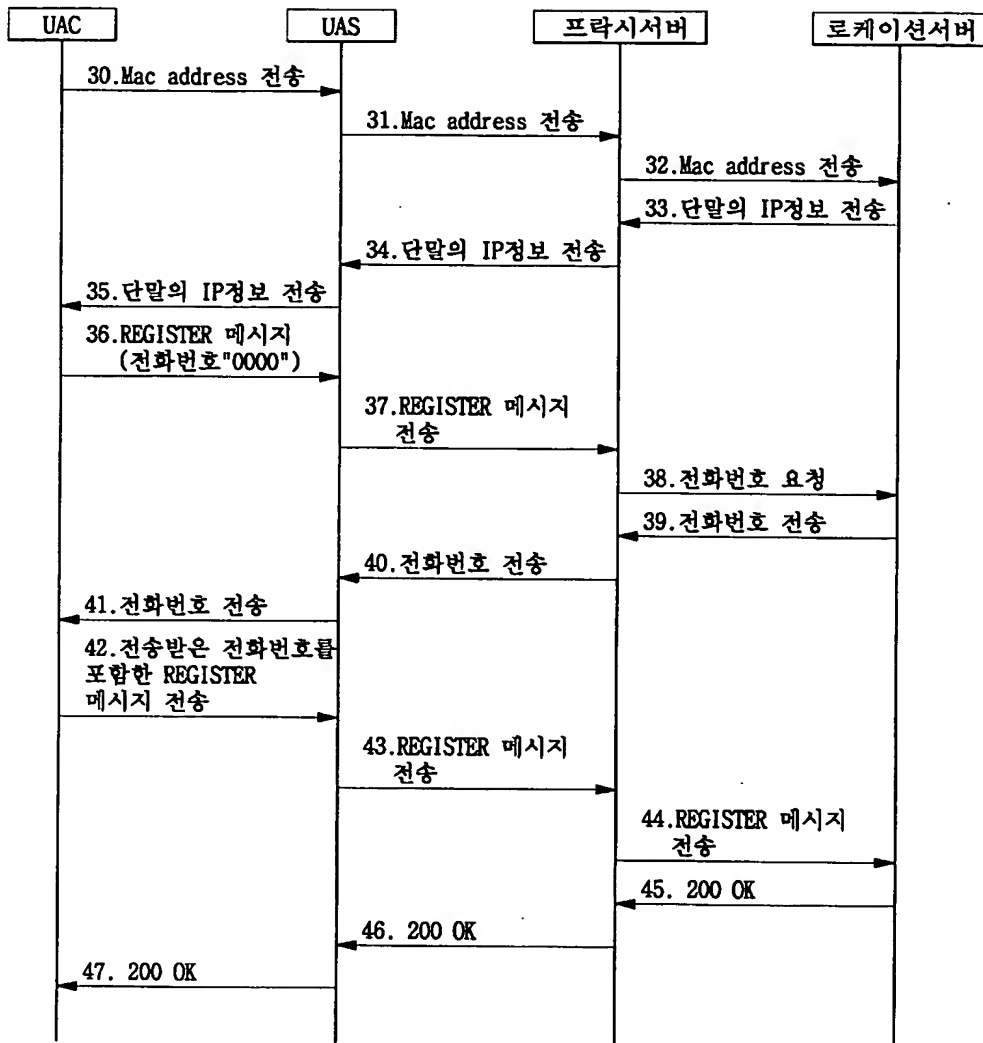 UAC
UAS
프락시서버
로케이션서버
30.Mac address 전송
31.Mac address 전송
32.Mac address 전송
33.단말의 IP정보 전송
34.단말의 IP정보 전송
35.단말의 IP정보 전송
36.REGISTER 메시지
(전화번호"0000")
37.REGISTER 메시지
전송
38.전화번호 요청
39.전화번호 전송
40.전화번호 전송
41.전화번호 전송
42.전송받은 전화번호를
포함한 REGISTER
메시지 전송
43.REGISTER 메시지
전송
44.REGISTER 메시지
전송
45. 200 OK
46. 200 OK
47. 200 OK